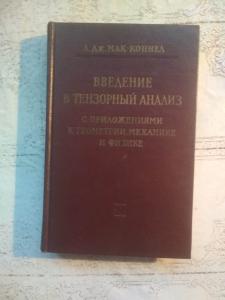 А. Дж. МАК-КОННЕЛ
ВВЕДЕНИЕ
В ТЕНЗОРНЫЙ АНАЛИЗ
С ПРИЛОЖЕНИЯМИ
К ГЕОМЕТРИИ, МЕХАНИКЕ
И ФИЗИКЕ